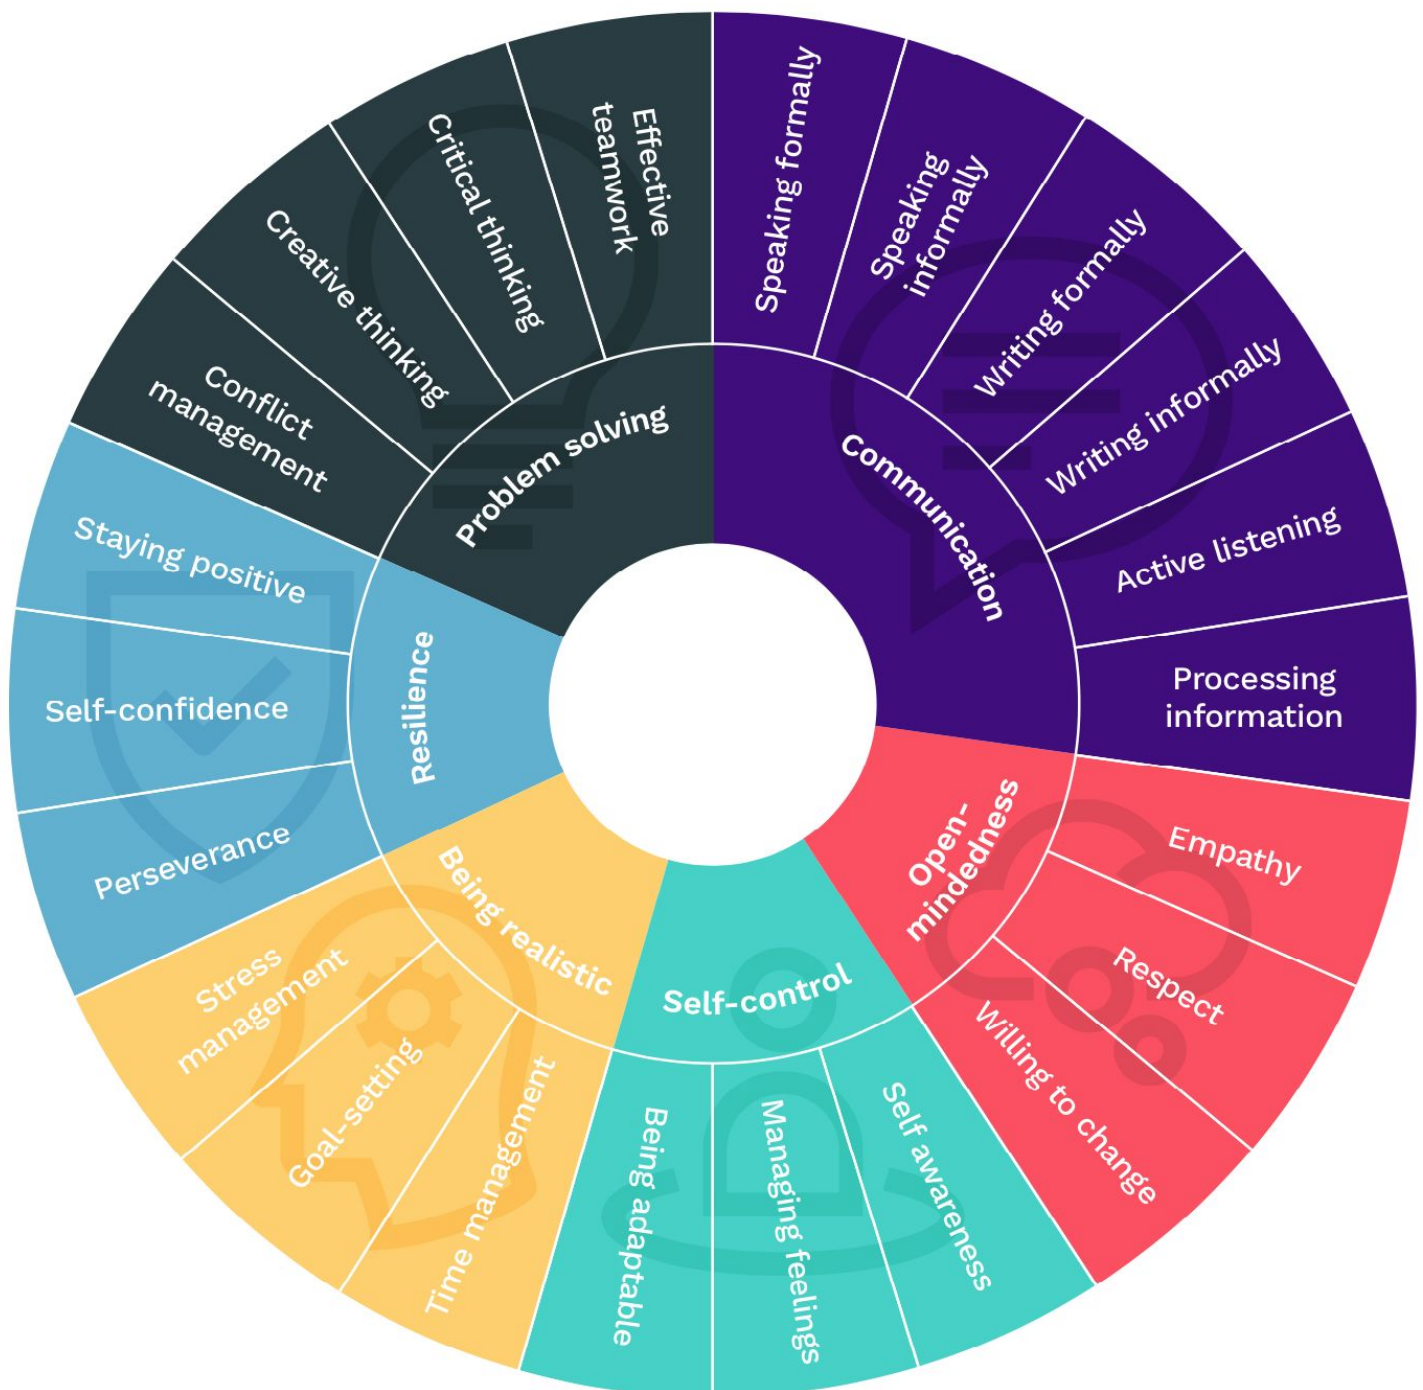 Communication
Speaking formally
Speaking
informally
Writing formally
Writing informally
Active listening
Processing
information
Open-
mindedness
Empathy
Respect
Willing to change
Self-control
Self awareness
Managing feelings
Being adaptable
Being realistic
Time management
Goal-setting
Stress
management
Resilience
Perseverance
Self-confidence
Staying positive
Problem solving
Conflict
management
Creative thinking
Critical thinking
Effective
teamwork